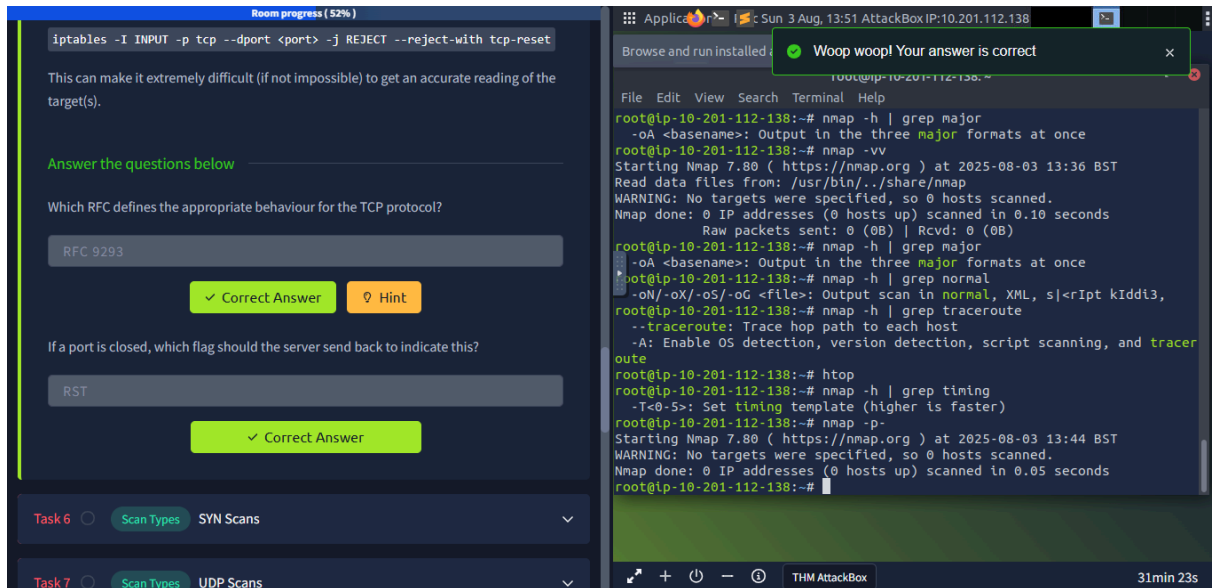 Room progress ( 52% )
iptables -I INPUT -p tcp --dport <port> -j REJECT --reject-with tcp-reset
This can make it extremely difficult (if not impossible) to get an accurate reading of the
target(s).
Answer the questions below
Which RFC defines the appropriate behaviour for the TCP protocol?
RFC 9293
Correct Answer
Hint
If a port is closed, which flag should the server send back to indicate this?
RST
Correct Answer
Task 6 Scan Types SYN Scans
Task 7 Scan Types UDP Scans
Sun 3 Aug, 13:51 AttackBox IP:10.201.112.138
Browse and run installed
Woop woop! Your answer is correct
File Edit View Search Terminal Help
root@ip-10-201-112-138:~# nmap -h | grep major
-oA <basename>: Output in the three major formats at once
root@ip-10-201-112-138:~# nmap -vv
Starting Nmap 7.80 ( https://nmap.org ) at 2025-08-03 13:36 BST
Read data files from: /usr/bin/../share/nmap
WARNING: No targets were specified, so 0 hosts scanned.
Nmap done: 0 IP addresses (0 hosts up) scanned in 0.10 seconds
Raw packets sent: 0 (0B) | Rcvd: 0 (0B)
root@ip-10-201-112-138:~# nmap -h | grep major
-oA <basename>: Output in the three major formats at once
oot@ip-10-201-112-138:~# nmap -h | grep normal
-oN/-oX/-oS/-oG <file>: Output scan in normal, XML, s|<rIpt kIddi3,
root@ip-10-201-112-138:~# nmap -h | grep traceroute
--traceroute: Trace hop path to each host
-A: Enable OS detection, version detection, script scanning, and tracer
oute
root@ip-10-201-112-138:~# htop
root@ip-10-201-112-138:~# nmap -h | grep timing
-T<0-5>: Set timing template (higher is faster)
root@ip-10-201-112-138:~# nmap -p-
Starting Nmap 7.80 ( https://nmap.org ) at 2025-08-03 13:44 BST
WARNING: No targets were specified, so 0 hosts scanned.
Nmap done: 0 IP addresses (0 hosts up) scanned in 0.05 seconds
root@ip-10-201-112-138:~#
THM AttackBox
31min 23s